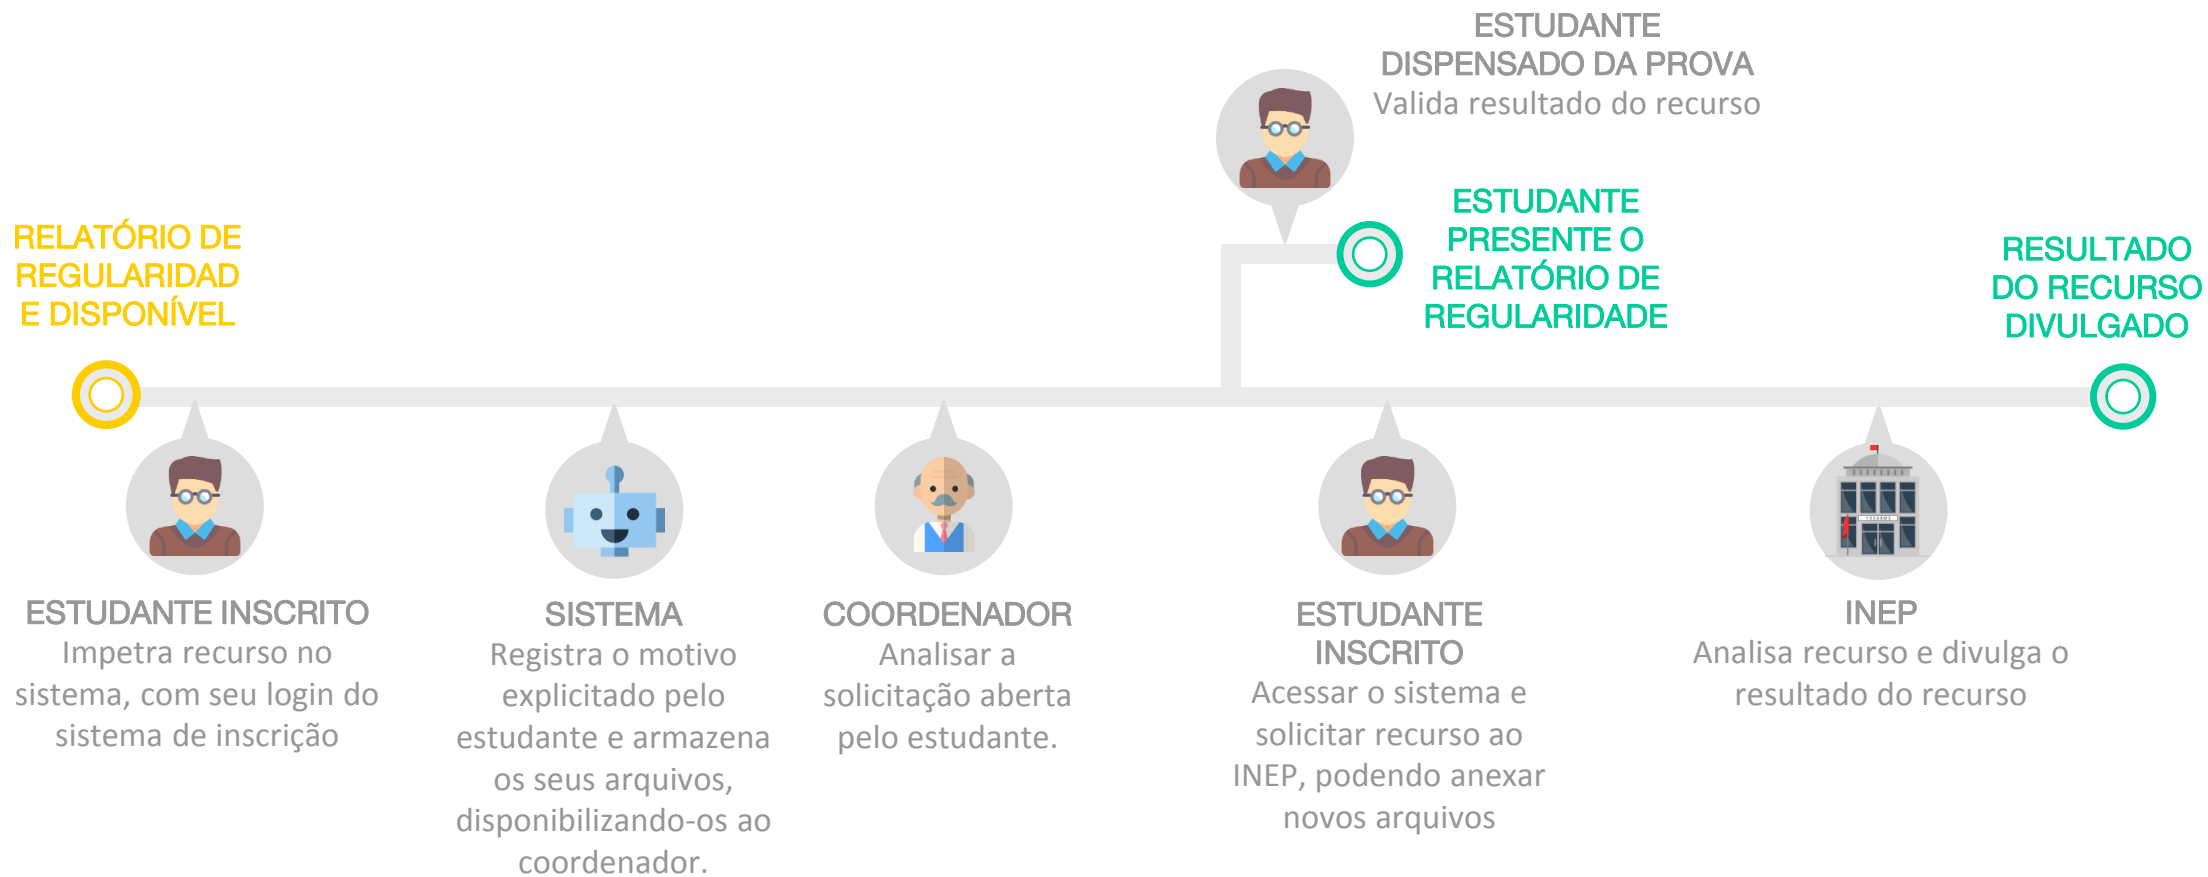 ESTUDANTE
DISPENSADO DA PROVA
Valida resultado do recurso
RELATÓRIO DE
REGULARIDAD
E DISPONÍVEL
ESTUDANTE
PRESENTE O
RELATÓRIO DE
REGULARIDADE
RESULTADO
DO RECURSO
DIVULGADO
ESTUDANTE INSCRITO
Impetra recurso no
sistema, com seu login do
sistema de inscrição
SISTEMA
Registra o motivo
explicitado pelo
estudante e armazena
os seus arquivos,
disponibilizando-os ao
coordenador.
COORDENADOR
Analisar a
solicitação aberta
pelo estudante.
ESTUDANTE
INSCRITO
Acessar o sistema e
solicitar recurso ao
INEP, podendo anexar
novos arquivos
INEP
Analisa recurso e divulga o
resultado do recurso